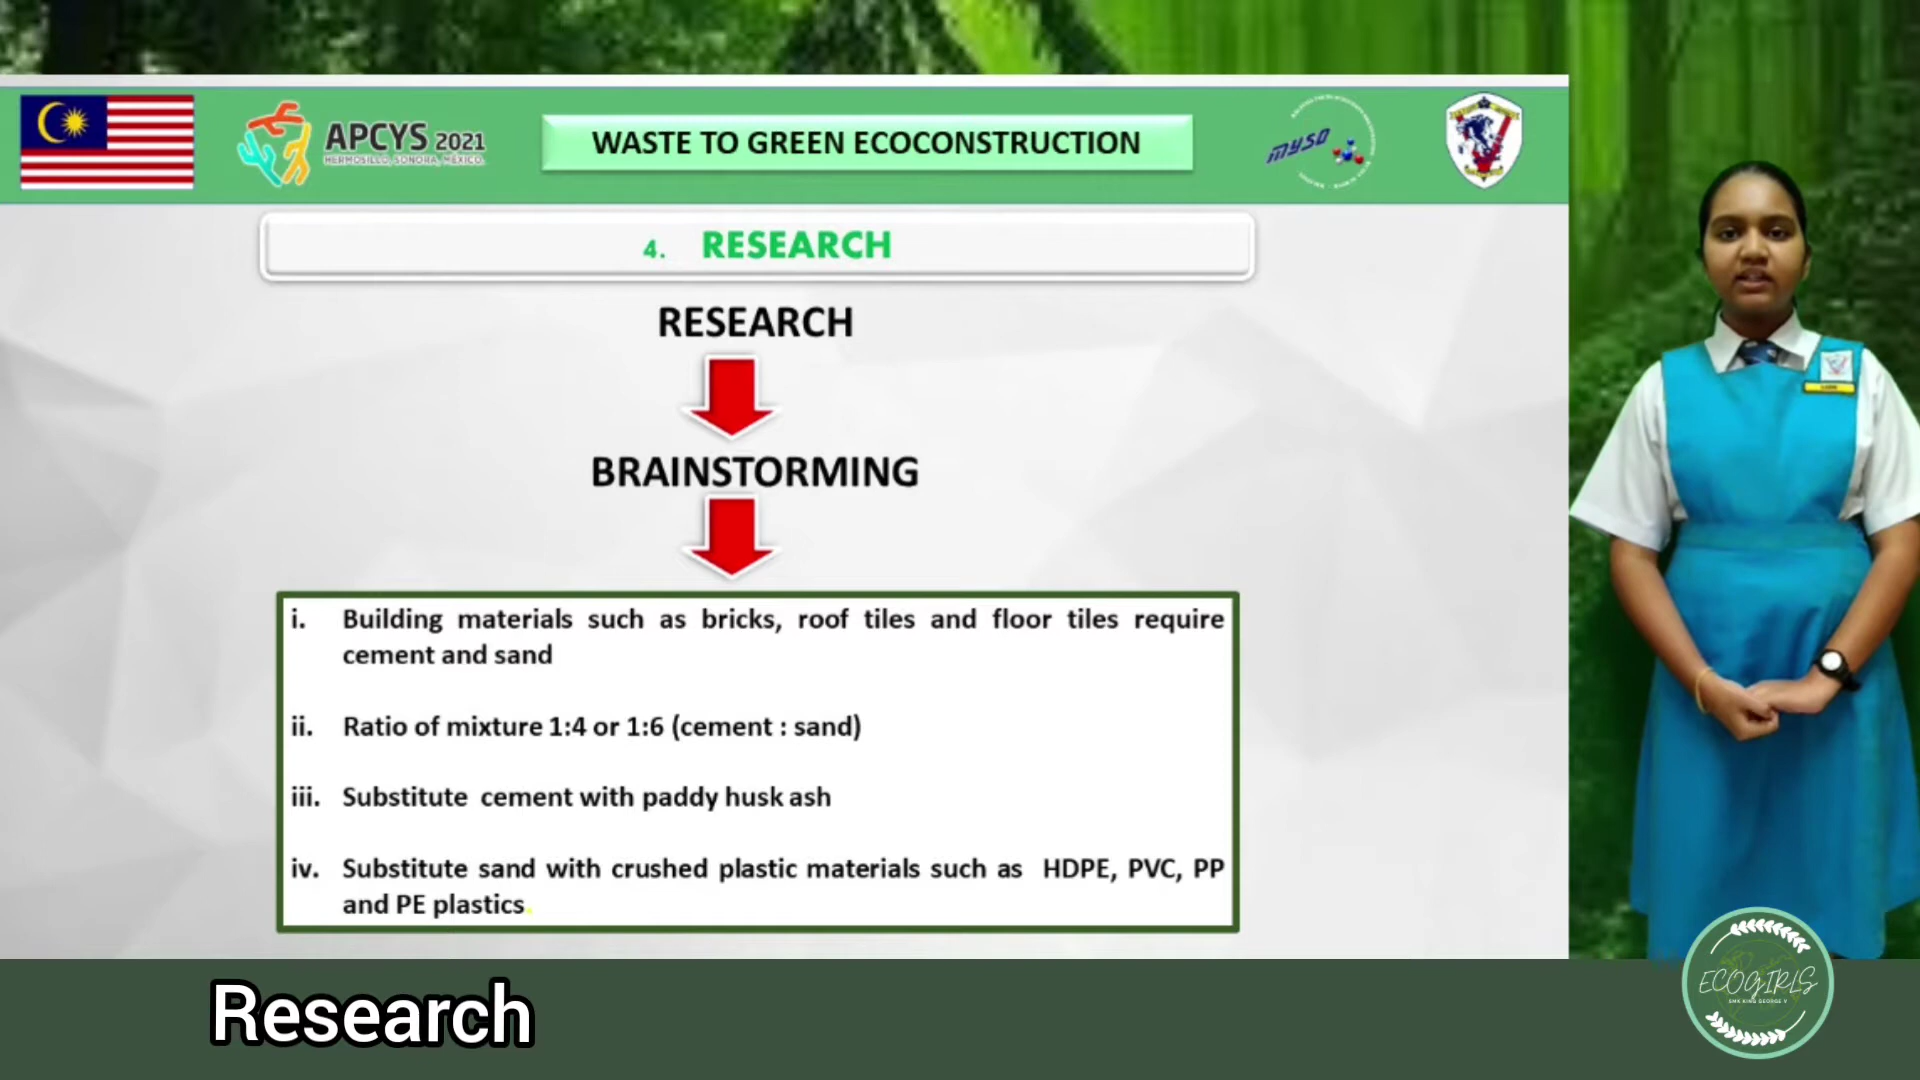 APCYS 2021
HERMOSILLO, SONORA, MEXICO.
WASTE TO GREEN ECOCONSTRUCTION
MYSO
4. RESEARCH
RESEARCH
BRAINSTORMING
i. Building materials such as bricks, roof tiles and floor tiles require
cement and sand
ii. Ratio of mixture 1:4 or 1:6 (cement : sand)
iii. Substitute cement with paddy husk ash
iv. Substitute sand with crushed plastic materials such as HDPE, PVC, PP
and PE plastics.
Research
ECOGIRLS
SMK KING GEORGE V